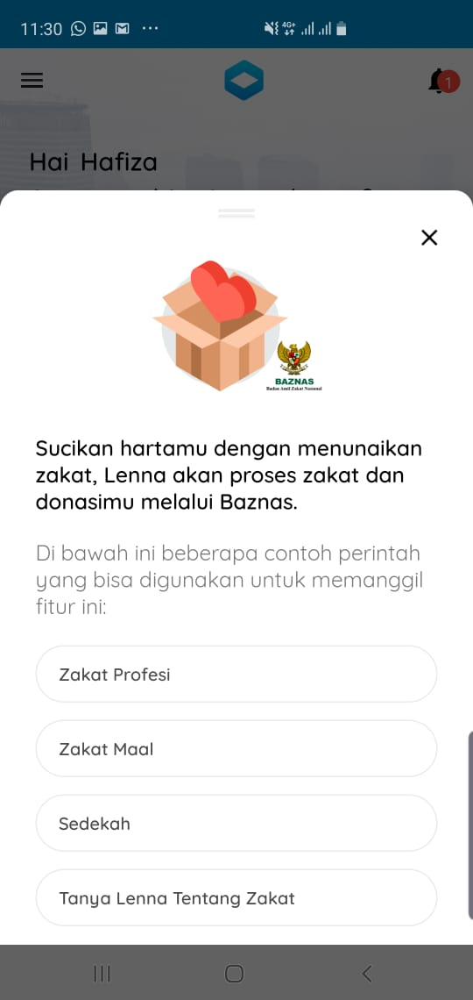 11:30
4G+
1
Hai Hafiza
BAZNAS
Badan Amil Zakat Nasional
Sucikan hartamu dengan menunaikan
zakat, Lenna akan proses zakat dan
donasimu melalui Baznas.
Di bawah ini beberapa contoh perintah
yang bisa digunakan untuk memanggil
fitur ini:
Zakat Profesi
Zakat Maal
Sedekah
Tanya Lenna Tentang Zakat